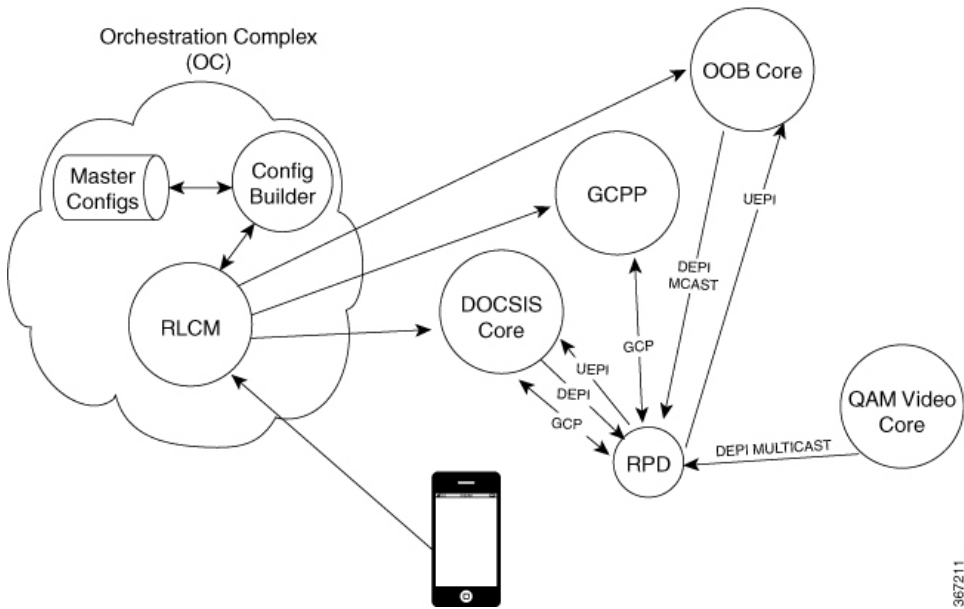 Orchestration Complex
(OC)
OOB Core
Master
Configs
Config
Builder
GCPP
UEPI
DEPI
MCAST
RLCM
DOCSIS
Core
GCP
UEPI
DEPI
GCP
QAM Video
Core
RPD
DEPI MULTICAST
367211